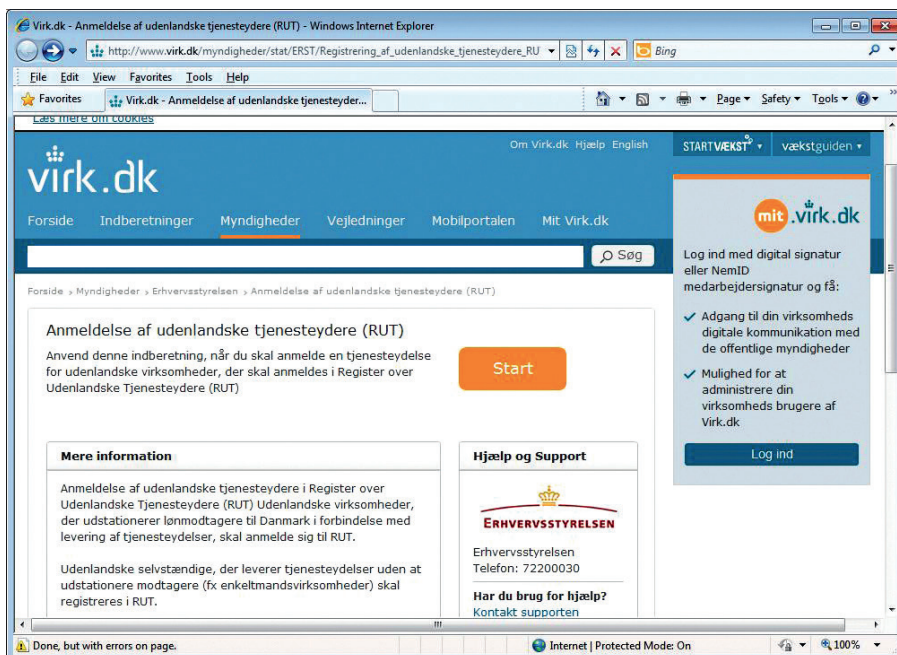 Virk.dk - Anmeldelse af udenlandske tjenesteydere (RUT) - Windows Internet Explorer
http://www.virk.dk/myndigheder/stat/ERST/Registrering_af_udenlandske_tjenesteydere_RU
Bing
File Edit View Favorites Tools Help
Favorites
Virk.dk - Anmeldelse af udenlandske tjenesteyder...
Page Safety Tools
Læs mere om cookies
Om Virk.dk Hjælp English
STARTVÆKST
vækstguiden
virk.dk
Forside Indberetninger Myndigheder Vejledninger Mobilportalen Mit Virk.dk
Søg
Forside > Myndigheder > Erhvervsstyrelsen > Anmeldelse af udenlandske tjenesteydere (RUT)
Anmeldelse af udenlandske tjenesteydere (RUT)
Anvend denne indberetning, når du skal anmelde en tjenesteydelse
for udenlandske virksomheder, der skal anmeldes i Register over
Udenlandske Tjenesteydere (RUT)
Start
Mere information
Anmeldelse af udenlandske tjenesteydere i Register over
Udenlandske Tjenesteydere (RUT) Udenlandske virksomheder,
der udstationerer lønmodtagere til Danmark i forbindelse med
levering af tjenesteydelser, skal anmelde sig til RUT.
Udenlandske selvstændige, der leverer tjenesteydelser uden at
udstationere modtagere (fx enkeltmandsvirksomheder) skal
registreres i RUT.
Hjælp og Support
ERHVERVSSTYRELSEN
Erhvervsstyrelsen
Telefon: 72200030
Har du brug for hjælp?
Kontakt supporten
mit.virk.dk
Log ind med digital signatur
eller NemID
medarbejdersignatur og få:
Adgang til din virksomheds
digitale kommunikation med
de offentlige myndigheder
Mulighed for at
administrere din
virksomheds brugere af
Virk.dk
Log ind
Done, but with errors on page.
Internet | Protected Mode: On
100%